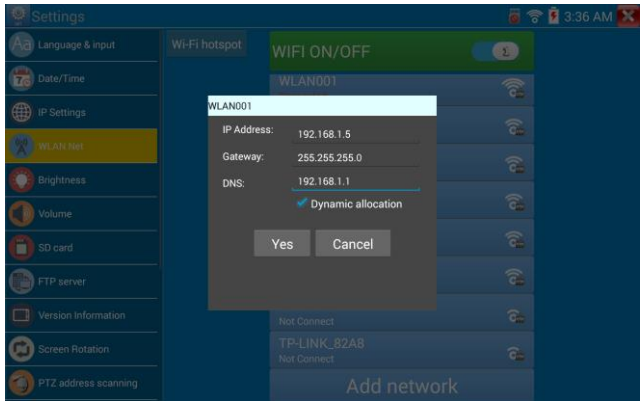 Settings
3:36 AM
Language & input
Date/Time
IP Settings
WLAN Net
Brightness
Volume
SD card
FTP server
Version Information
Screen Rotation
PTZ address scanning
Wi-Fi hotspot
WIFI ON/OFF
WLAN001
WLAN001
IP Address: 192.168.1.5
Gateway: 255.255.255.0
DNS: 192.168.1.1
Dynamic allocation
Yes Cancel
Not Connect
TP-LINK_82A8
Not Connect
Add network